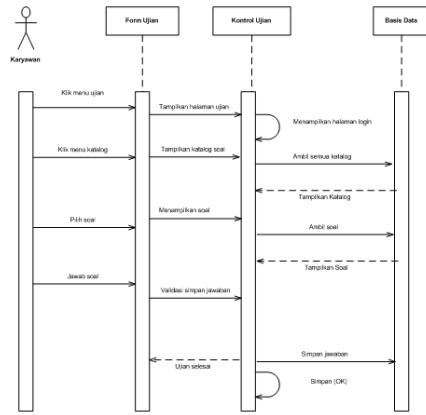 Form Ujian
Kontrol Ujian
Basis Data
Karyawan
Klik menu ujian
Tampilkan halaman ujian
Menampilkan halaman login
Klik menu katalog
Tampilkan katalog soal
Ambil semua katalog
Tampilkan Katalog
Pilih soal
Menampilkan soal
Ambil soal
Tampilkan Soal
Jawab soal
Validasi simpan jawaban
Ujian selesai
Simpan jawaban
Simpan (OK)